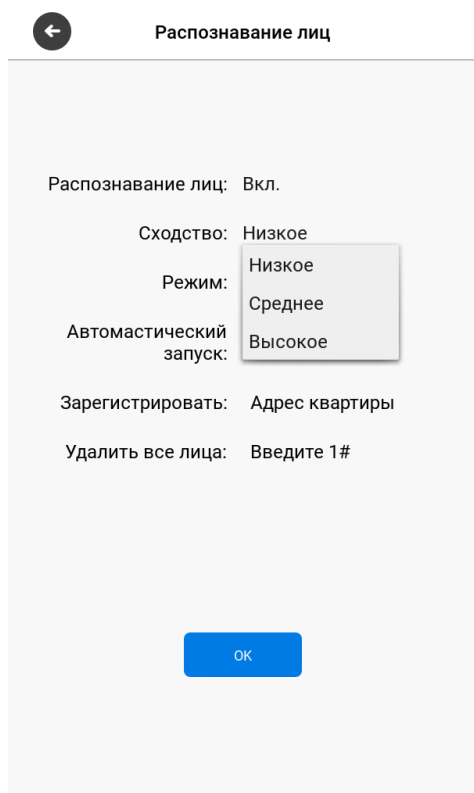 Распознавание лиц
Распознавание лиц: Вкл.
Сходство: Низкое
Низкое
Режим:
Среднее
Автомастический
запуск:
Высокое
Зарегистрировать: Адрес квартиры
Удалить все лица: Введите 1#
OK